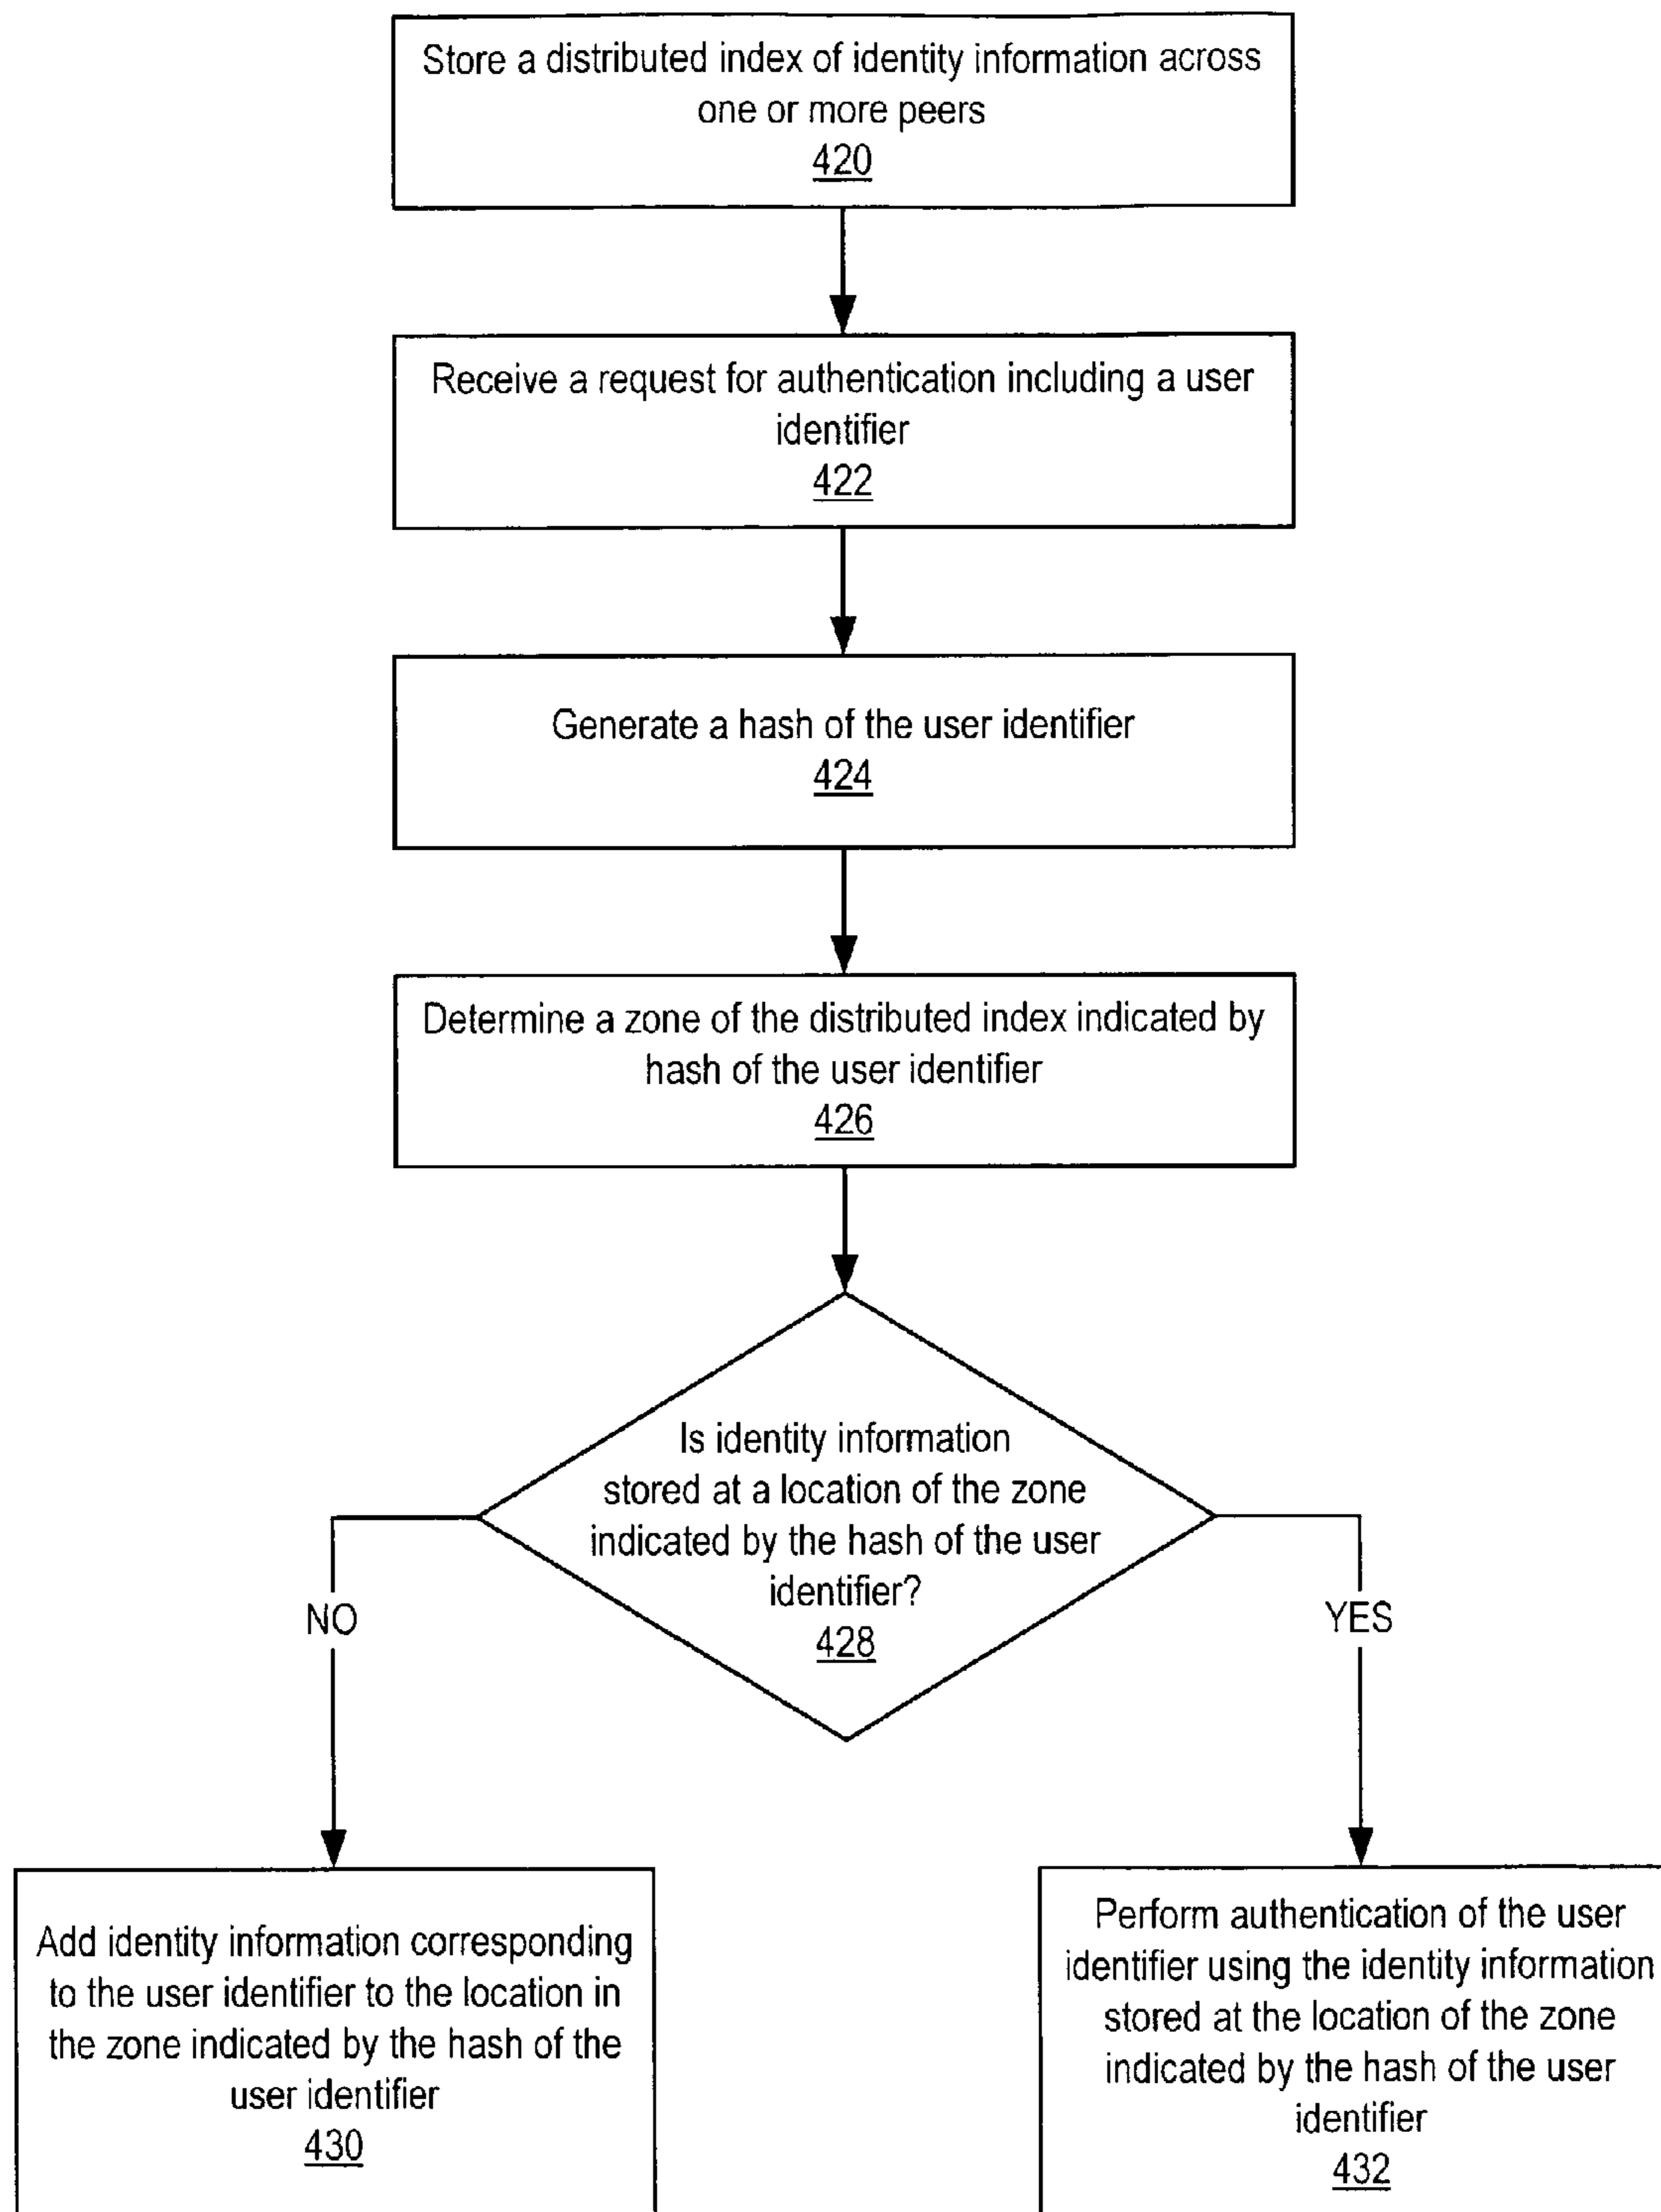 Store a distributed index of identity information across
one or more peers
420
Receive a request for authentication including a user
identifier
422
Generate a hash of the user identifier
424
Determine a zone of the distributed index indicated by
hash of the user identifier
426
Is identity information
stored at a location of the zone
indicated by the hash of the user
identifier?
428
NO
YES
Add identity information corresponding
to the user identifier to the location in
the zone indicated by the hash of the
user identifier
430
Perform authentication of the user
identifier using the identity information
stored at the location of the zone
indicated by the hash of the user
identifier
432